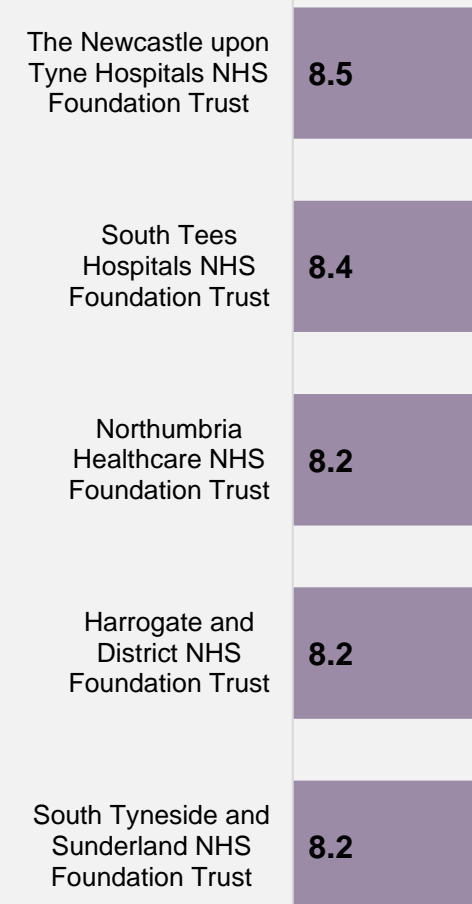 The Newcastle upon
Tyne Hospitals NHS
Foundation Trust
8.5
South Tees
Hospitals NHS
Foundation Trust
8.4
Northumbria
Healthcare NHS
Foundation Trust
8.2
Harrogate and
District NHS
Foundation Trust
8.2
South Tyneside and
Sunderland NHS
Foundation Trust
8.2